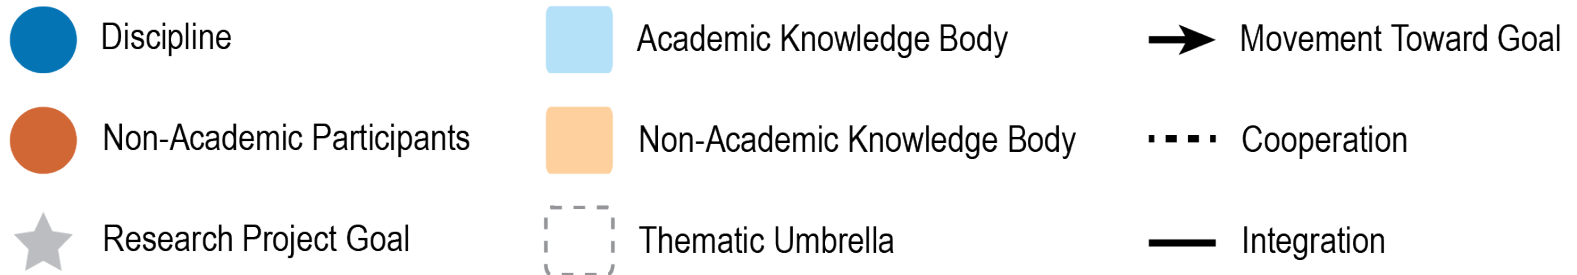 Discipline
Academic Knowledge Body
Movement Toward Goal
Non-Academic Participants
Non-Academic Knowledge Body
Cooperation
Research Project Goal
Thematic Umbrella
Integration